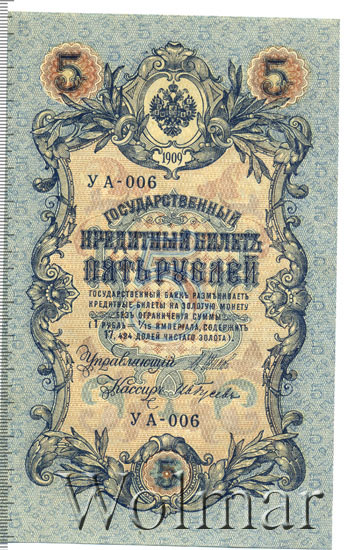 5 5
1909
УА-006
ГОСУДАРСТВЕННЫЙ
КРЕДИТНЫЙ БИЛЕТЪ
ПЯТЬ РУБЛЕЙ
ГОСУДАРСТВЕННЫЙ БАНКЪ РАЗМѢНИВАЕТЪ
КРЕДИТНЫЕ БИЛЕТЫ НА ЗОЛОТУЮ МОНЕТУ
БЕЗЪ ОГРАНИЧЕНІЯ СУММЫ
(1 РУБЛЬ = 1/15 ИМПЕРІАЛА, СОДЕРЖИТЪ
17,424 ДОЛЕЙ ЧИСТАГО ЗОЛОТА).
Управляющій
Кассиръ
УА-006
5
Wolmar